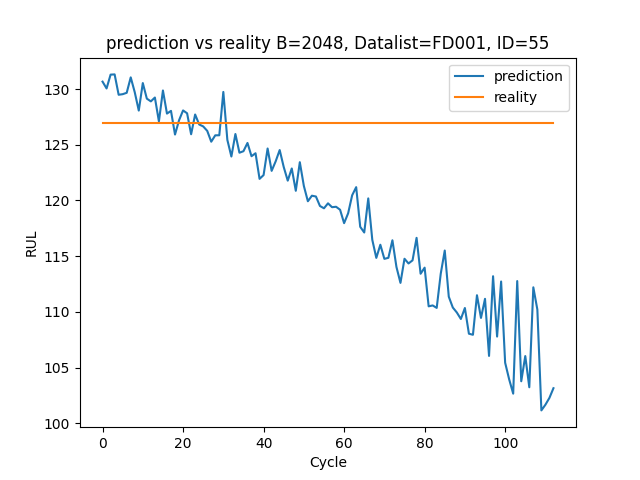 prediction vs reality B=2048, Datalist=FD001, ID=55
prediction
reality
RUL
130
125
120
115
110
105
100
0 20 40 60 80 100
Cycle